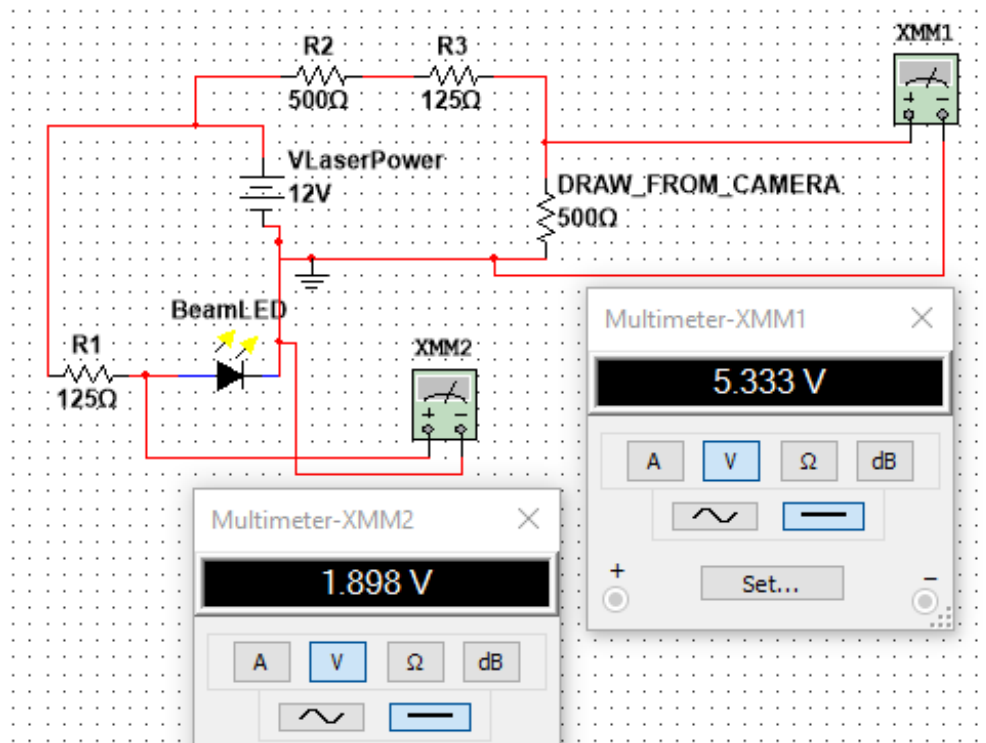 XMM1
R2
R3
500Ω
125Ω
+ −
VLaserPower
12V
DRAW_FROM_CAMERA
500Ω
BeamLED
R1
125Ω
XMM2
+ −
Multimeter-XMM1
5.333 V
A V Ω dB
+ −
Set...
Multimeter-XMM2
1.898 V
A V Ω dB